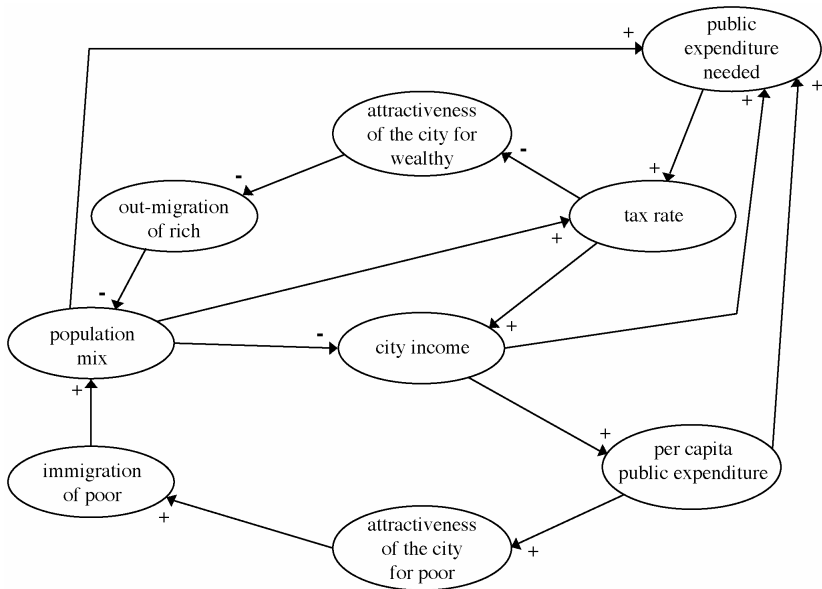 public
expenditure
needed
+
+
+
attractiveness
of the city for
wealthy
-
-
+
out-migration
of rich
tax rate
+
-
+
-
population
mix
city income
+
+
per capita
public expenditure
immigration
of poor
+
attractiveness
of the city
for poor
+